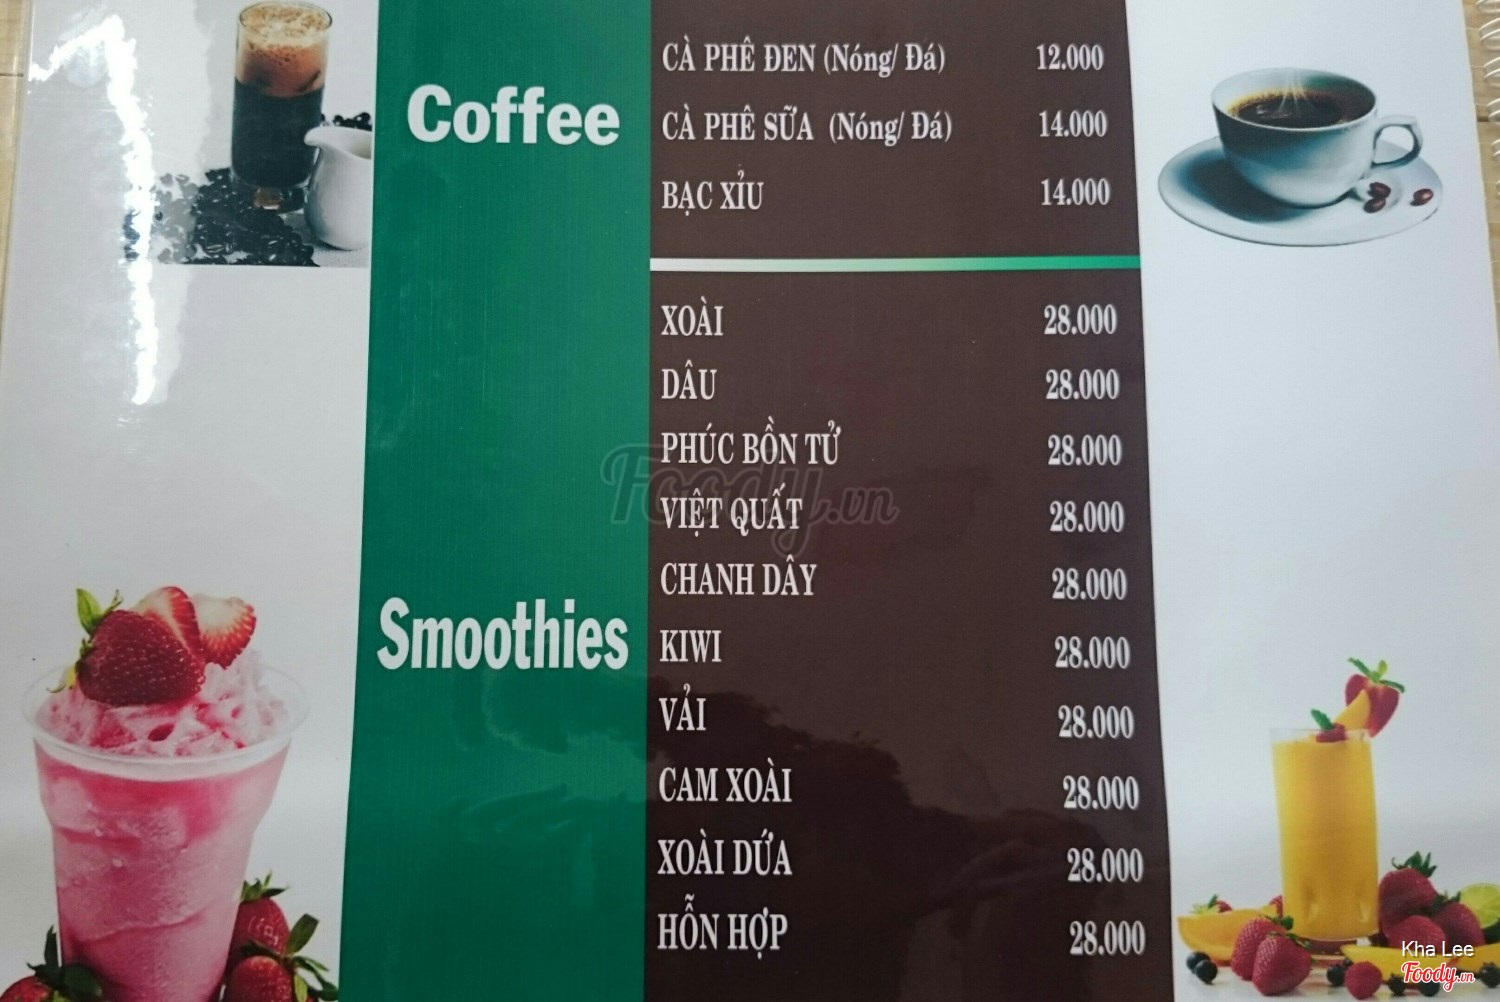 Coffee
CÀ PHÊ ĐEN (Nóng/ Đá) 12.000
CÀ PHÊ SỮA (Nóng/ Đá) 14.000
BẠC XỈU 14.000
Smoothies
XOÀI 28.000
DÂU 28.000
PHÚC BỒN TỬ 28.000
VIỆT QUẤT 28.000
CHANH DÂY 28.000
KIWI 28.000
VẢI 28.000
CAM XOÀI 28.000
XOÀI DỨA 28.000
HỖN HỢP 28.000
Foody.vn
Kha Lee
Foody.vn